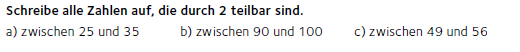 Schreibe alle Zahlen auf, die durch 2 teilbar sind.
a) zwischen 25 und 35 b) zwischen 90 und 100 c) zwischen 49 und 56